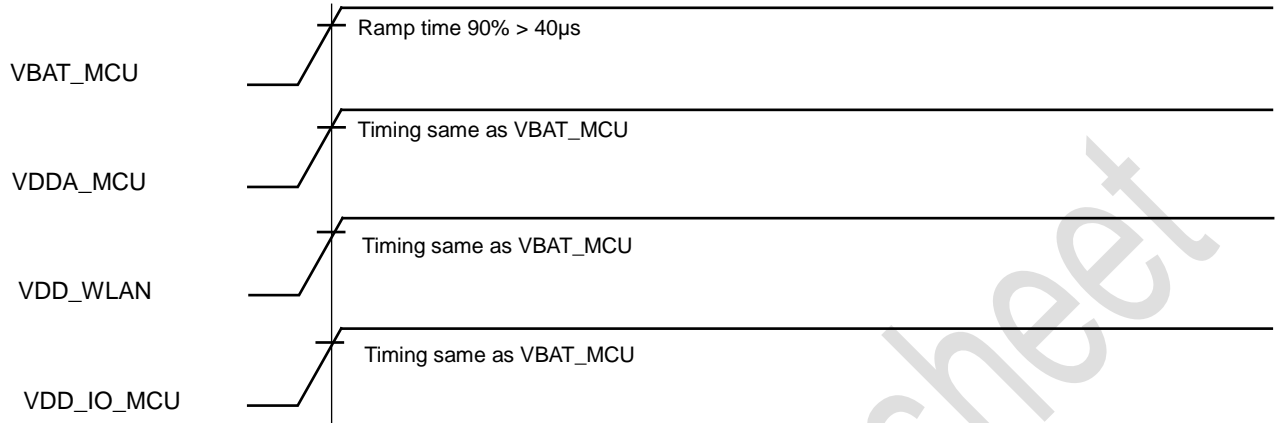 Ramp time 90% > 40µs
VBAT_MCU
Timing same as VBAT_MCU
VDDA_MCU
Timing same as VBAT_MCU
VDD_WLAN
Timing same as VBAT_MCU
VDD_IO_MCU
heet